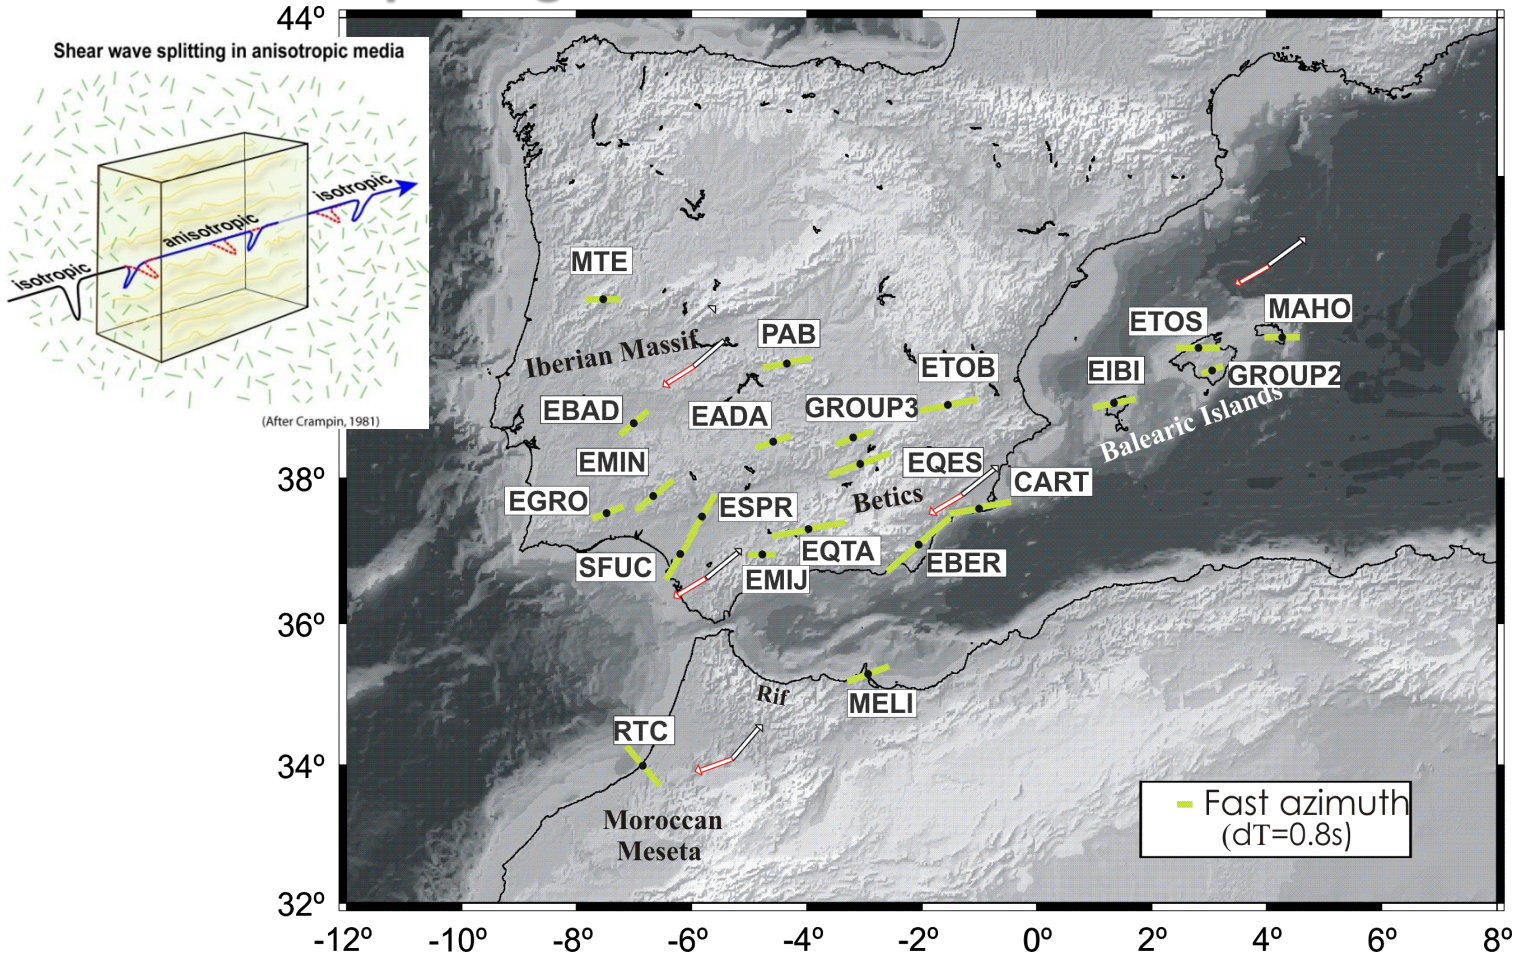 Shear wave splitting in anisotropic media
isotropic
anisotropic
isotropic
(After Crampin, 1981)
44º
38º
36º
34º
32º
-12º
-10º
-8º
-6º
-4º
-2º
0º
2º
4º
6º
8º
MTE
Iberian Massif
PAB
ETOB
ETOS
MAHO
EIBI
GROUP2
Balearic Islands
EBAD
EADA
GROUP3
EMIN
EQES
CART
EGRO
ESPR
Betics
SFUC
EQTA
EMIJ
EBER
Rif
MELI
RTC
Moroccan
Meseta
Fast azimuth
(dT=0.8s)